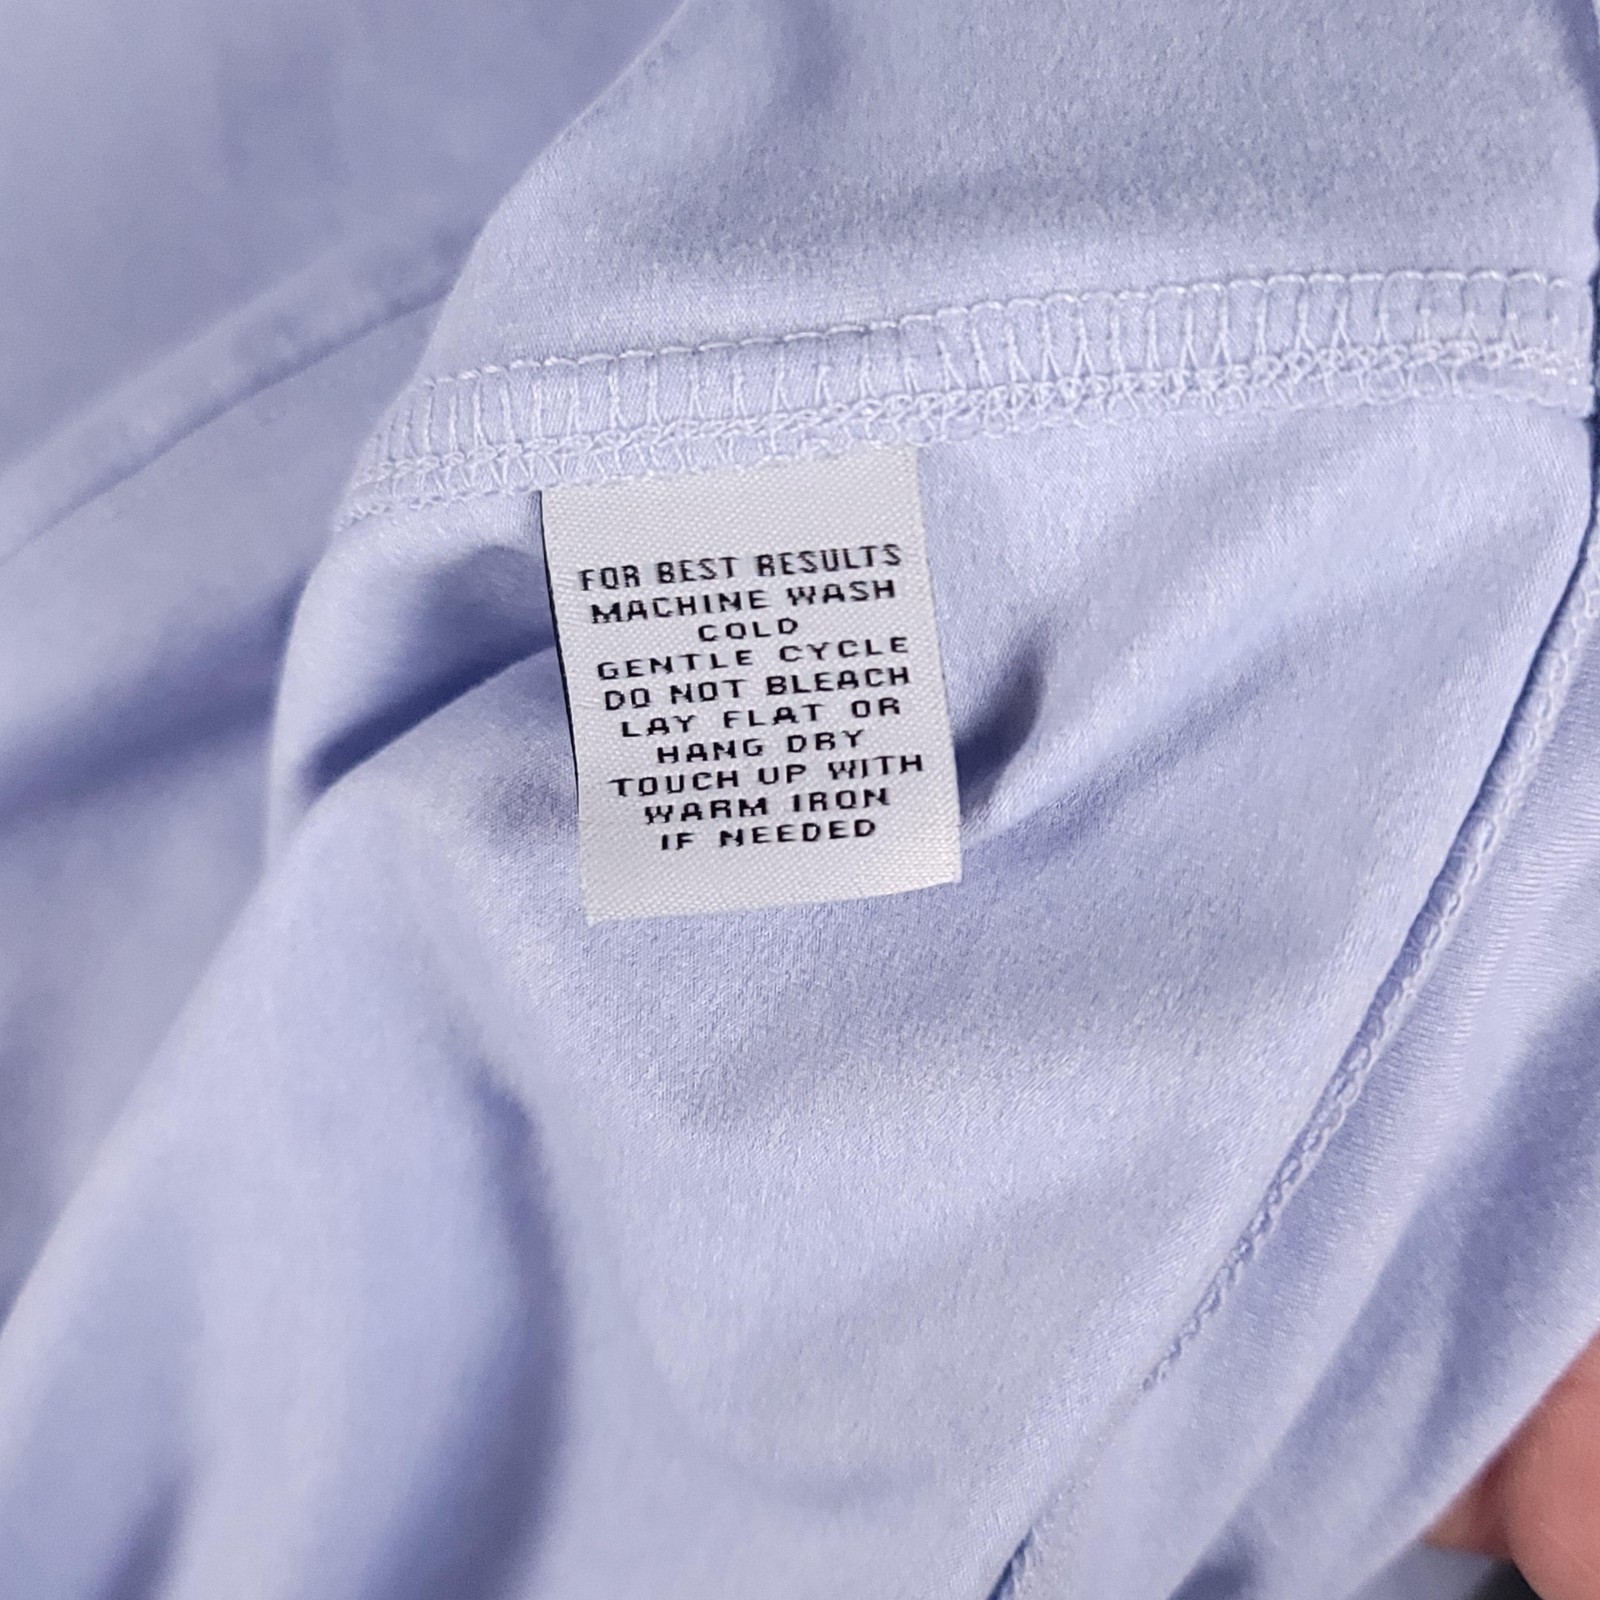 FOR BEST RESULTS
MACHINE WASH
COLD
GENTLE CYCLE
DO NOT BLEACH
LAY FLAT OR
HANG DRY
TOUCH UP WITH
WARM IRON
IF NEEDED